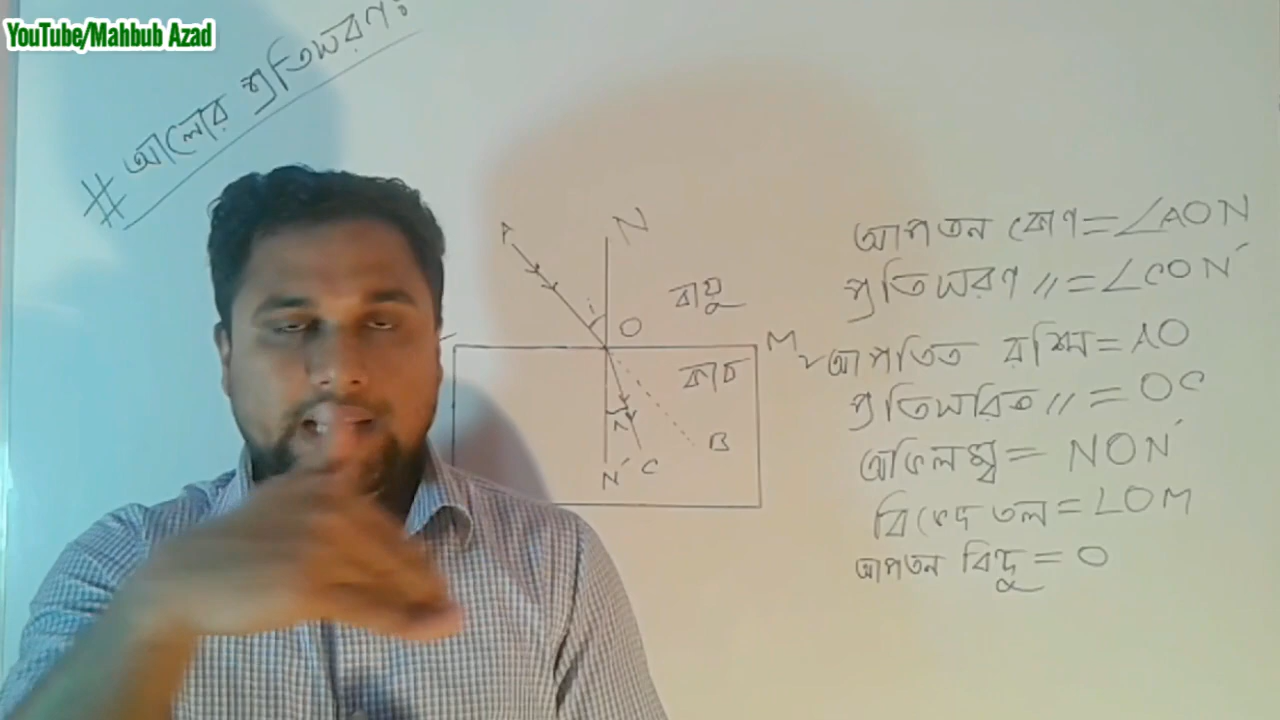 YouTube/Mahbub Azad
# আলোর প্রতিসরণঃ
A
N
i
O
বায়ু
M
কাচ
r
B
N′
C
আপতন কোণ = ∠AON
প্রতিসরণ 〃 = ∠CON′
আপতিত রশ্মি = AO
প্রতিসরিত 〃 = OC
অভিলম্ব = NON′
বিভেদ তল = LOM
আপতন বিন্দু = O